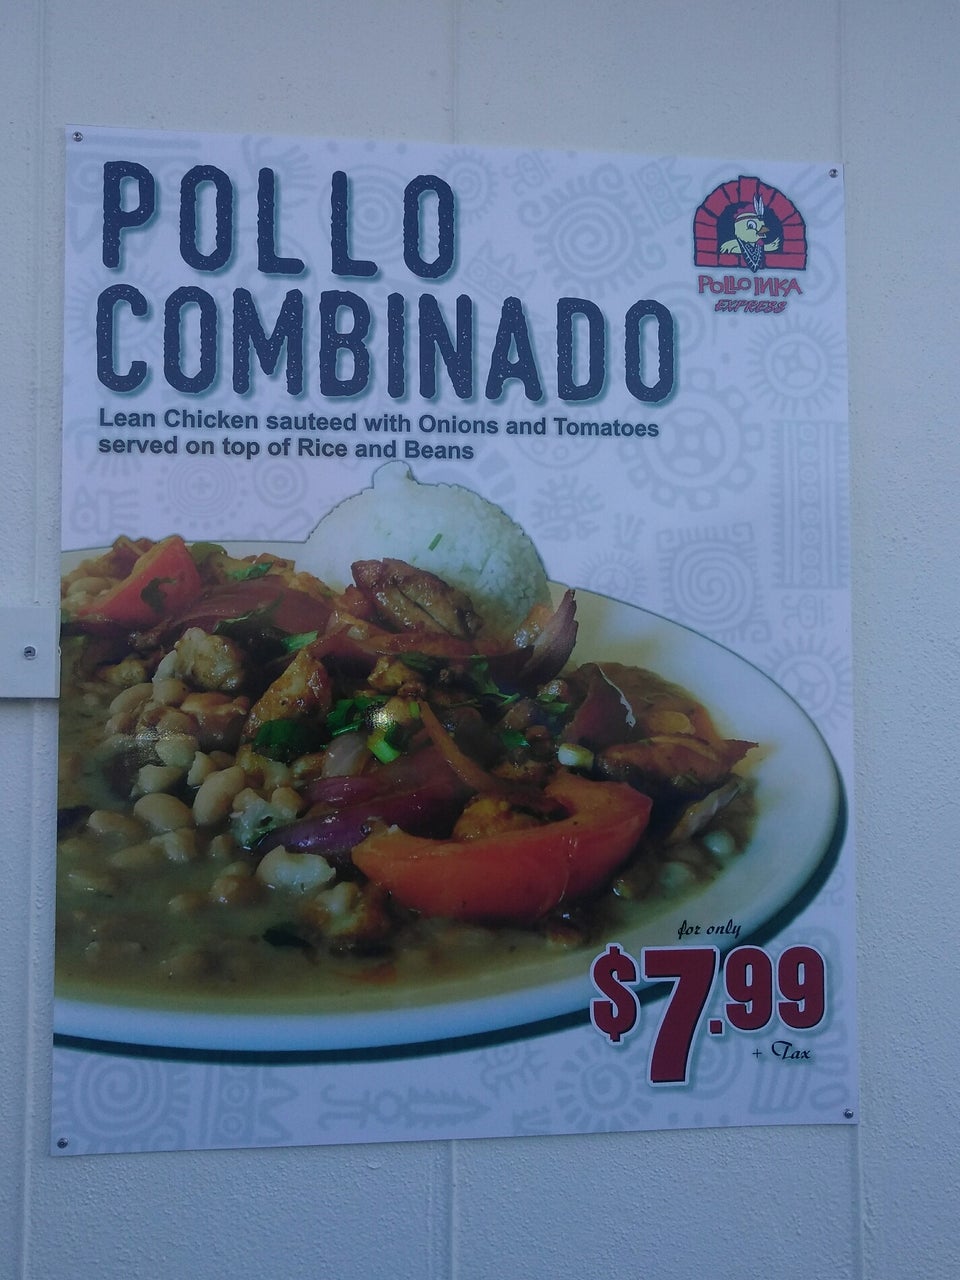 POLLO
COMBINADO
POLLO INKA
EXPRESS
Lean Chicken sauteed with Onions and Tomatoes
served on top of Rice and Beans
for only
$7.99
+ Tax